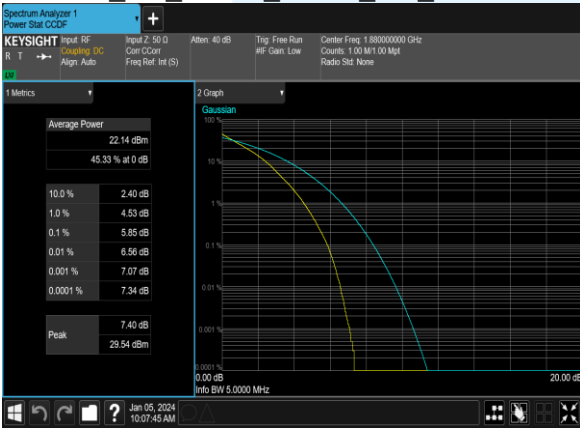 Spectrum Analyzer 1
Power Stat CCDF
+
KEYSIGHT
R T
Input: RF
Coupling: DC
Align: Auto
Input Z: 50 Ω
Corr CCorr
Freq Ref: Int (S)
Atten: 40 dB
Trig: Free Run
#IF Gain: Low
Center Freq: 1.880000000 GHz
Counts: 1.00 M/1.00 Mpt
Radio Std: None
1 Metrics
Average Power
22.14 dBm
45.33 % at 0 dB
10.0 % 2.40 dB
1.0 % 4.53 dB
0.1 % 5.85 dB
0.01 % 6.56 dB
0.001 % 7.07 dB
0.0001 % 7.34 dB
Peak
7.40 dB
29.54 dBm
2 Graph
Gaussian
100 %
10 %
1 %
0.1 %
0.01 %
0.001 %
0.0001 %
0.00 dB
20.00 dB
Info BW 5.0000 MHz
?
Jan 05, 2024
10:07:45 AM